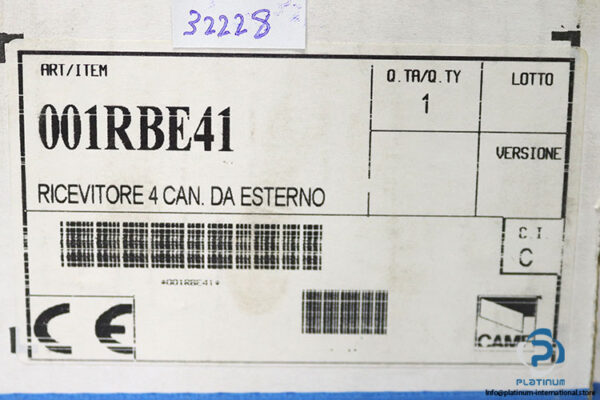 32228
ART/ITEM
001RBE41
RICEVITORE 4 CAN. DA ESTERNO
Q.TA/Q.TY
1
LOTTO
VERSIONE
C.I.
C
*001RBE41*
CE
CAME
PLATINUM
Info@platinum-international.store